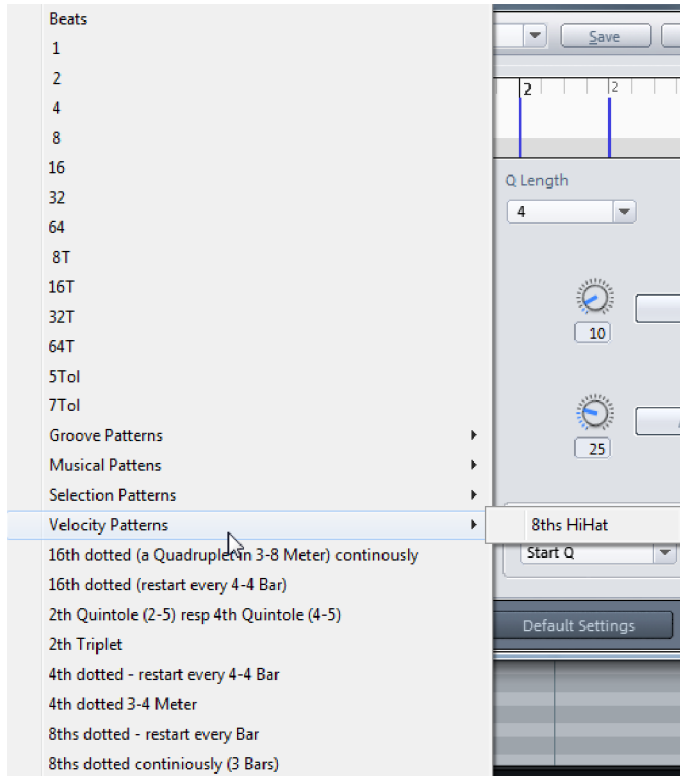 Beats
1
2
4
8
16
32
64
8T
16T
32T
64T
5Tol
7Tol
Groove Patterns
Musical Pattens
Selection Patterns
Velocity Patterns
16th dotted (a Quadruplet in 3-8 Meter) continously
16th dotted (restart every 4-4 Bar)
2th Quintole (2-5) resp 4th Quintole (4-5)
2th Triplet
4th dotted - restart every 4-4 Bar
4th dotted 3-4 Meter
8ths dotted - restart every Bar
8ths dotted continiously (3 Bars)
Save
2 2
Q Length
4
10
25
8ths HiHat
Start Q
Default Settings